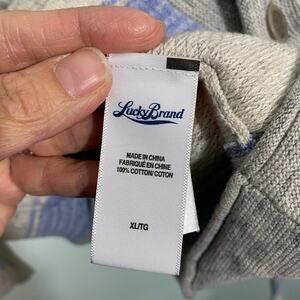 Lucky Brand
MADE IN CHINA
FABRIQUÉ EN CHINE
100% COTTON/COTON
XL/TG